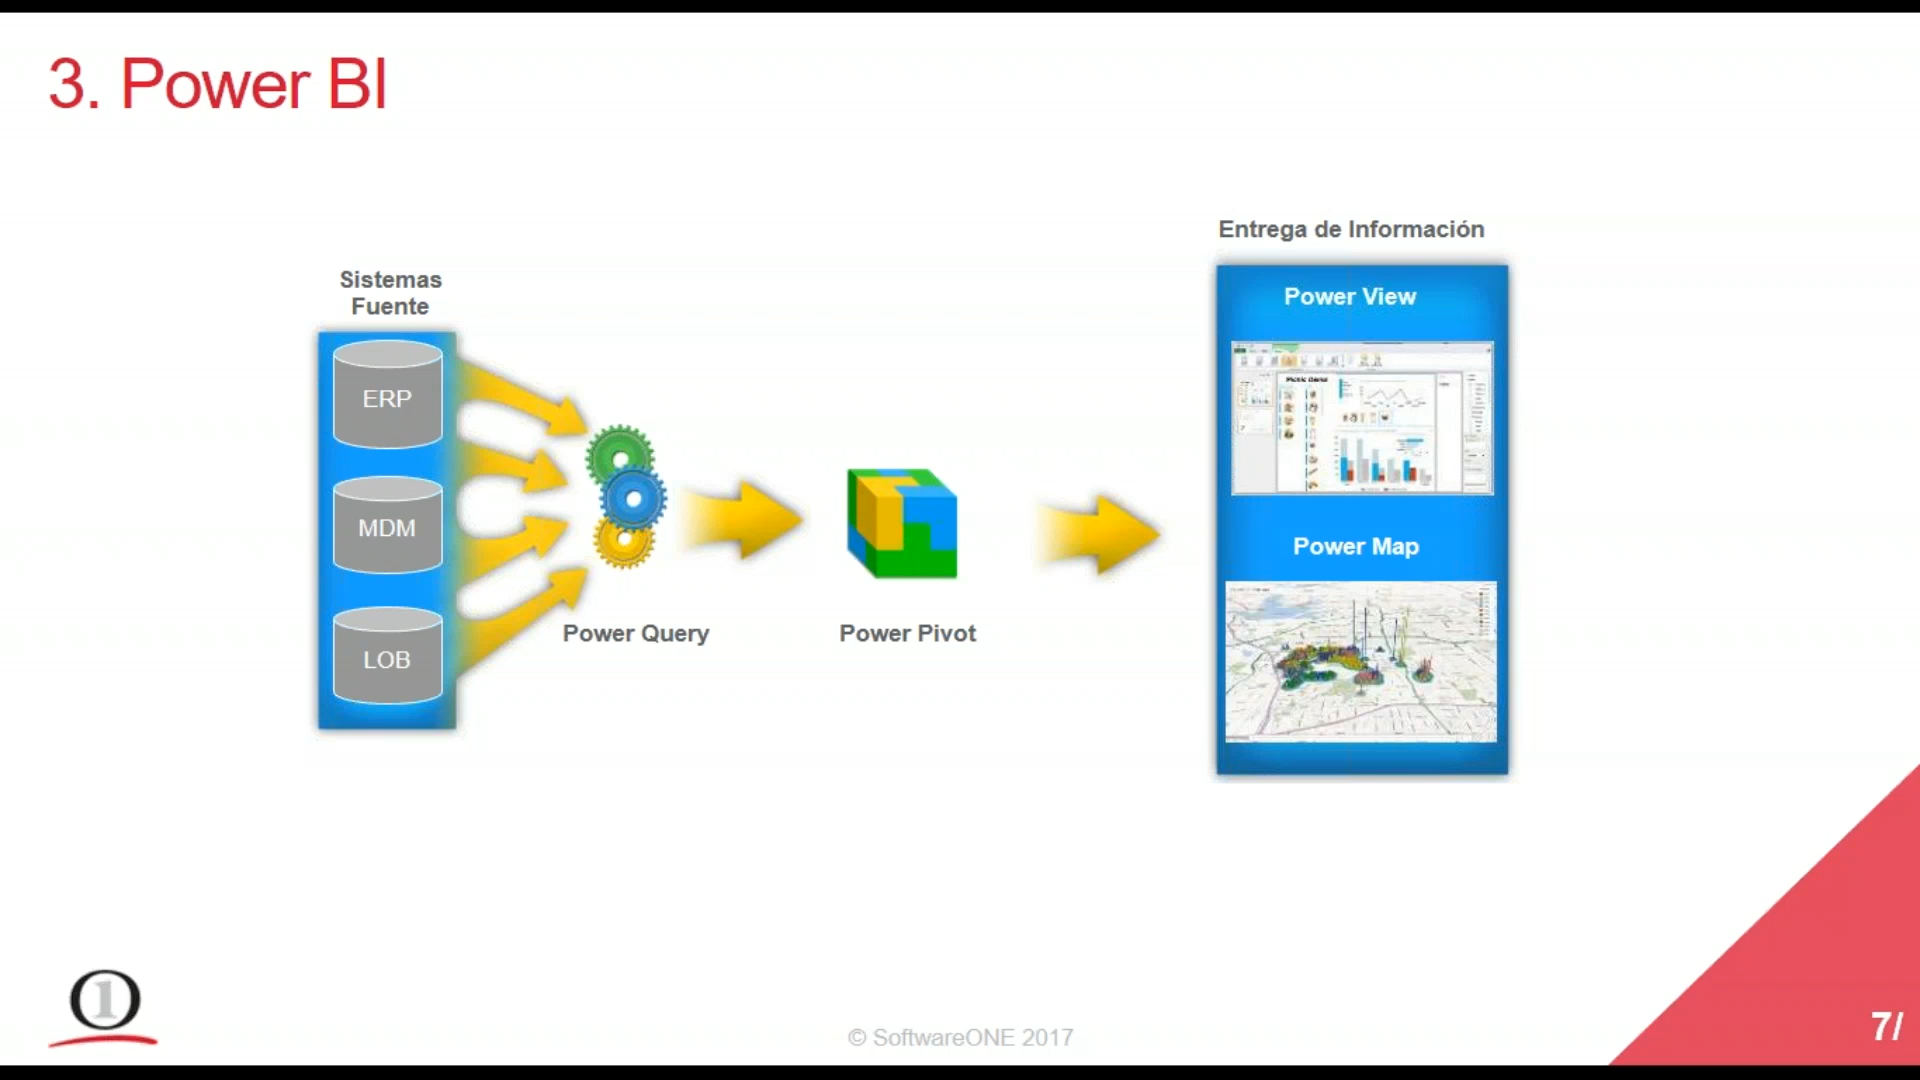 3. Power BI
Entrega de Información
Sistemas
Fuente
Power View
ERP
MDM
Power Map
Power Query
Power Pivot
LOB
1
© SoftwareONE 2017
7/